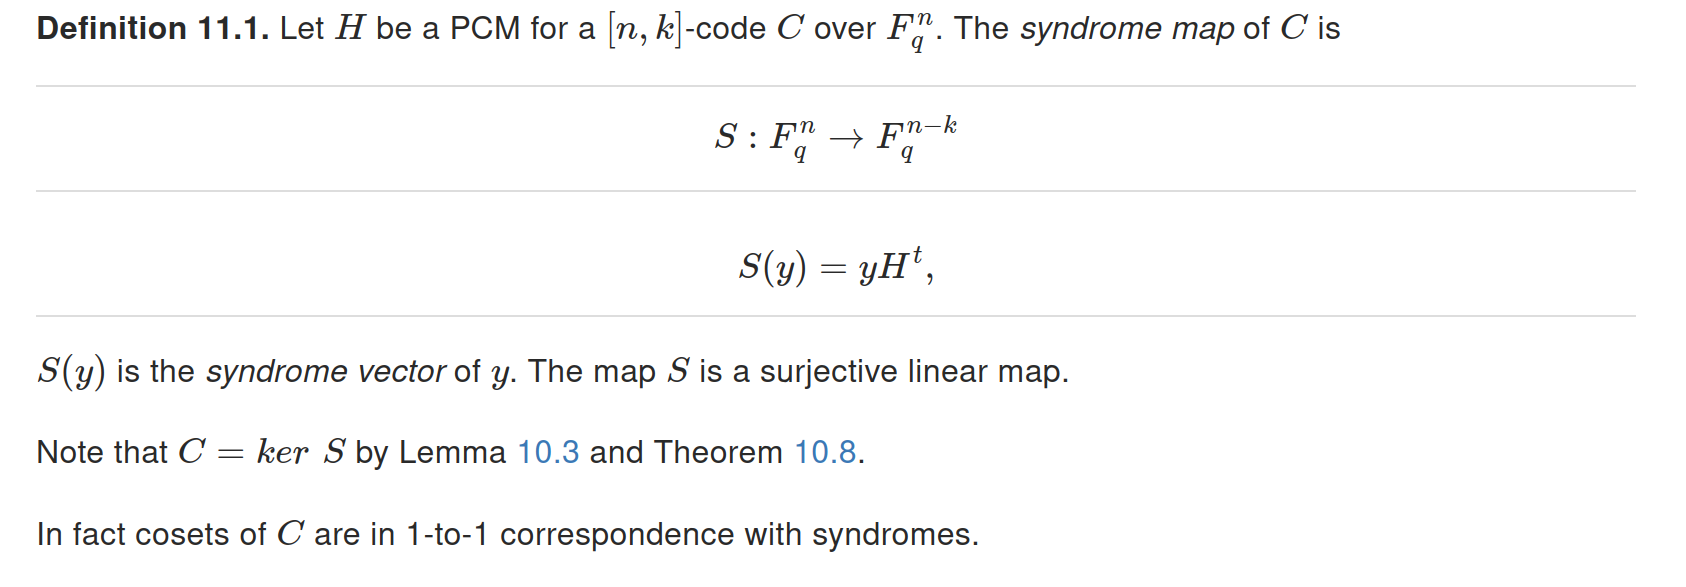 Definition 11.1. Let $H$ be a PCM for a $[n, k]$-code $C$ over $F_q^n$. The syndrome map of $C$ is
$S : F_q^n \to F_q^{n-k}$
$S(y) = yH^t,$
$S(y)$ is the syndrome vector of $y$. The map $S$ is a surjective linear map.
Note that $C = ker\ S$ by Lemma 10.3 and Theorem 10.8.
In fact cosets of $C$ are in 1-to-1 correspondence with syndromes.